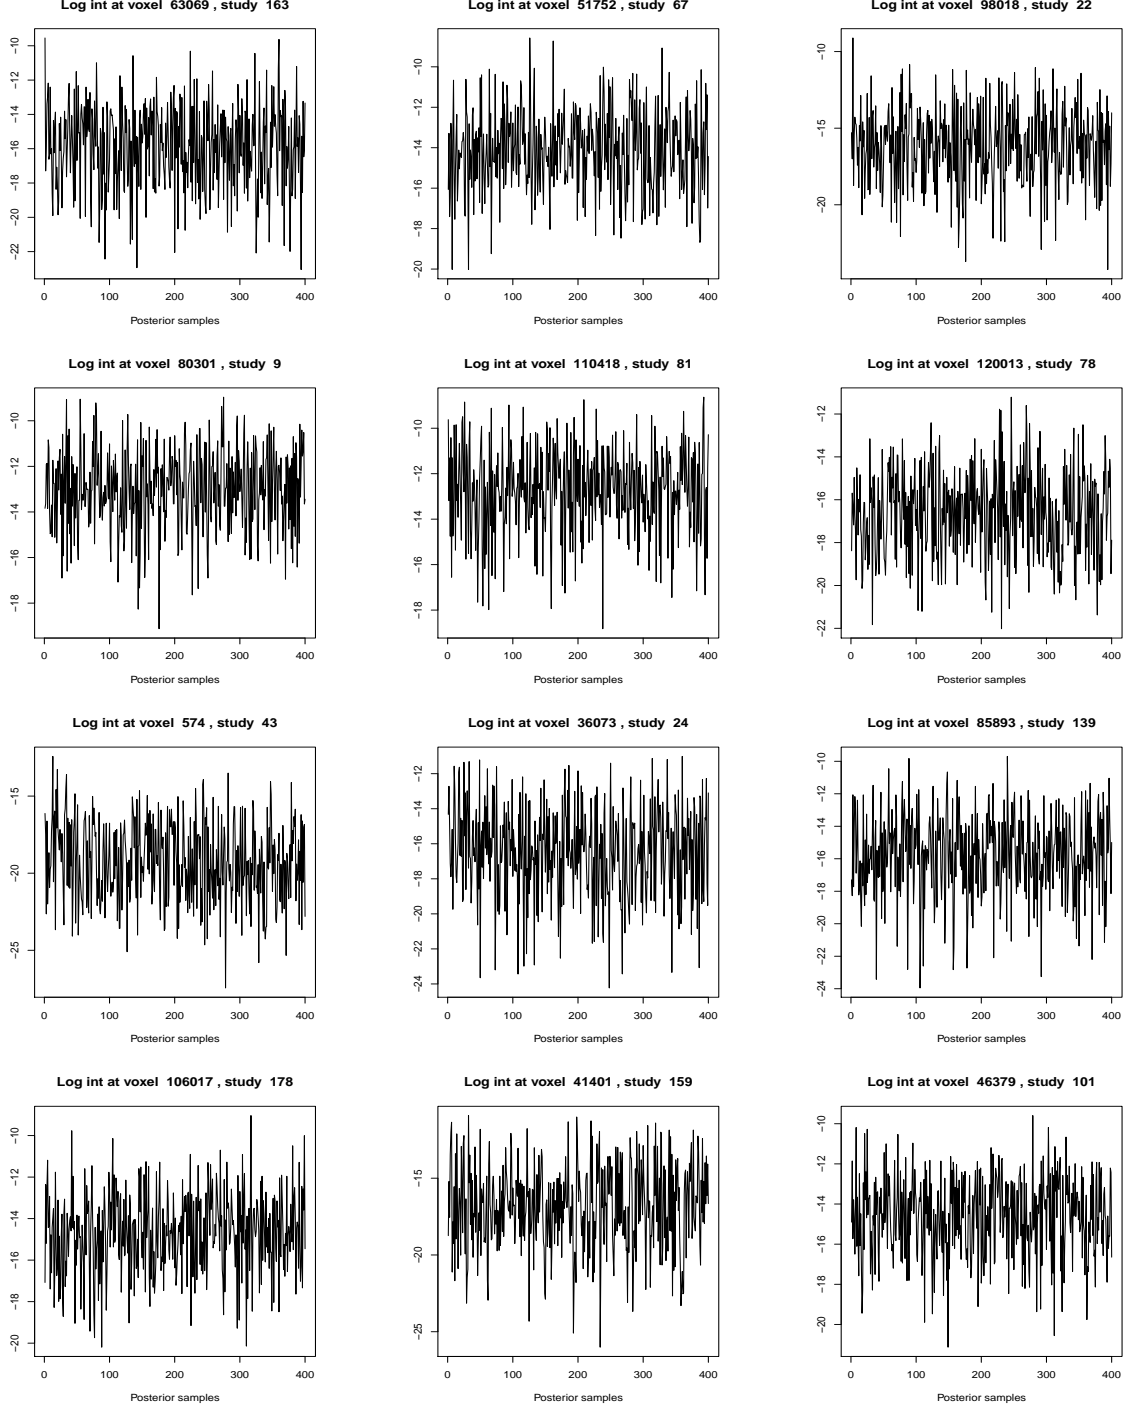 Log int at voxel 63069 , study 163
Log int at voxel 51752 , study 67
Log int at voxel 98018 , study 22
−10
−12
−14
−16
−18
−20
−22
0 100 200 300 400
Posterior samples
−10
−12
−14
−16
−18
−20
0 100 200 300 400
Posterior samples
−10
−15
−20
0 100 200 300 400
Posterior samples
Log int at voxel 80301 , study 9
Log int at voxel 110418 , study 81
Log int at voxel 120013 , study 78
−10
−12
−14
−16
−18
0 100 200 300 400
Posterior samples
−10
−12
−14
−16
−18
0 100 200 300 400
Posterior samples
−12
−14
−16
−18
−20
−22
0 100 200 300 400
Posterior samples
Log int at voxel 574 , study 43
Log int at voxel 36073 , study 24
Log int at voxel 85893 , study 139
−15
−20
−25
0 100 200 300 400
Posterior samples
−12
−14
−16
−18
−20
−22
−24
0 100 200 300 400
Posterior samples
−10
−12
−14
−16
−18
−20
−22
−24
0 100 200 300 400
Posterior samples
Log int at voxel 106017 , study 178
Log int at voxel 41401 , study 159
Log int at voxel 46379 , study 101
−10
−12
−14
−16
−18
−20
0 100 200 300 400
Posterior samples
−15
−20
−25
0 100 200 300 400
Posterior samples
−10
−12
−14
−16
−18
−20
0 100 200 300 400
Posterior samples